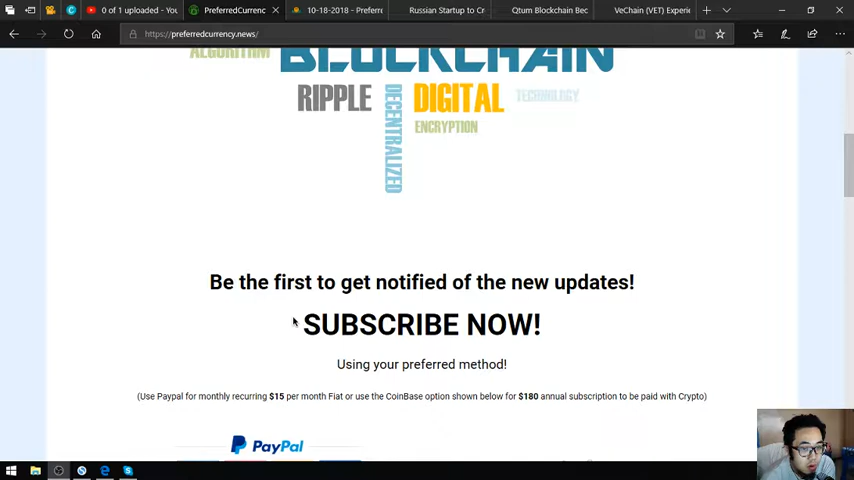 0 of 1 uploaded - You
PreferredCurrenc
10-18-2018 - Preferre
Russian Startup to Cr
Qtum Blockchain Bec
VeChain (VET) Experie
https://preferredcurrency.news/
ALGORITHM
BLOCKCHAIN
RIPPLE
DECENTRALIZED
DIGITAL
TECHNOLOGY
ENCRYPTION
Be the first to get notified of the new updates!
SUBSCRIBE NOW!
Using your preferred method!
(Use Paypal for monthly recurring $15 per month Fiat or use the CoinBase option shown below for $180 annual subscription to be paid with Crypto)
PayPal